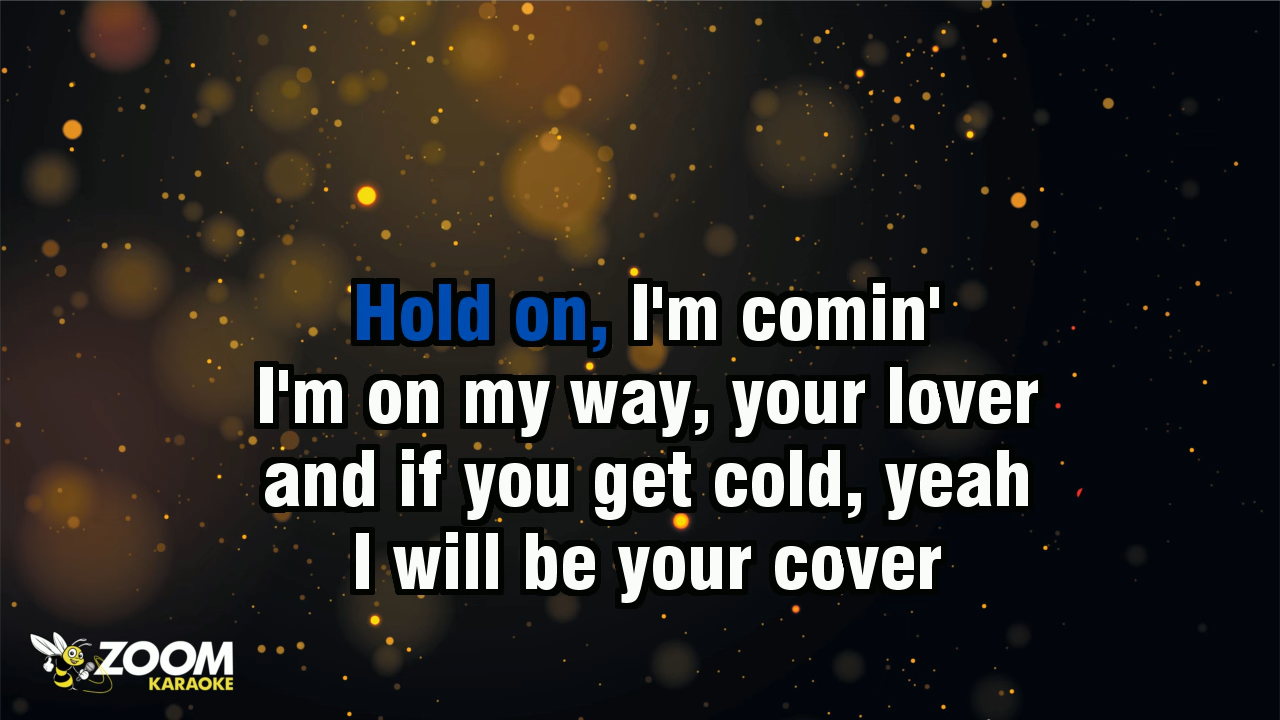 Hold on, I'm comin'
I'm on my way, your lover
and if you get cold, yeah
I will be your cover
ZOOM
KARAOKE